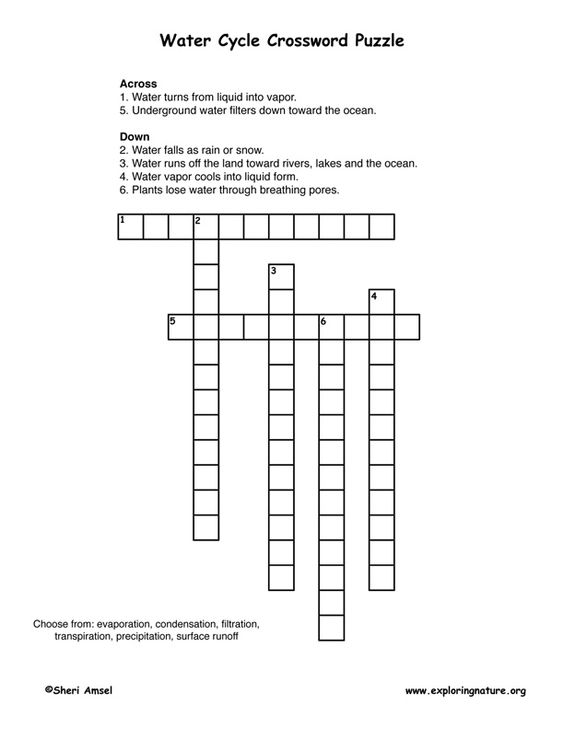 Water Cycle Crossword Puzzle
Across
1. Water turns from liquid into vapor.
5. Underground water filters down toward the ocean.
Down
2. Water falls as rain or snow.
3. Water runs off the land toward rivers, lakes and the ocean.
4. Water vapor cools into liquid form.
6. Plants lose water through breathing pores.
1 2
3
4
5 6
Choose from: evaporation, condensation, filtration,
transpiration, precipitation, surface runoff
©Sheri Amsel www.exploringnature.org